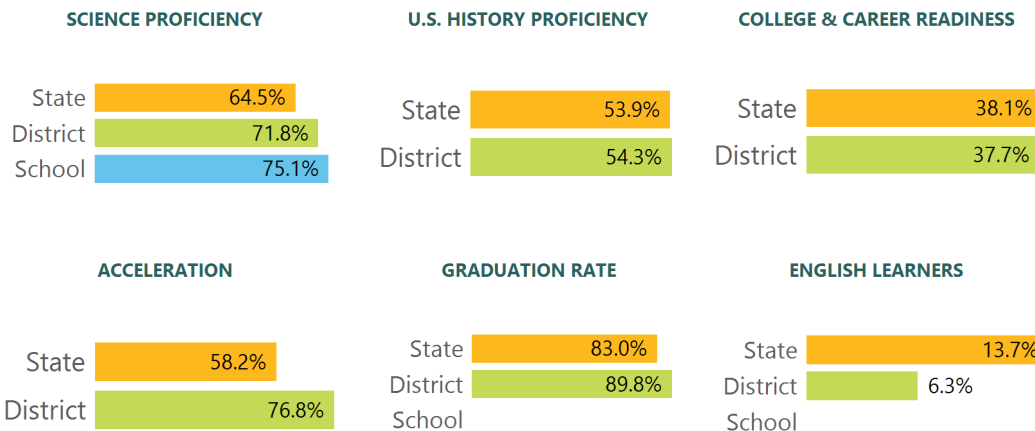 SCIENCE PROFICIENCY
State 64.5%
District 71.8%
School 75.1%
U.S. HISTORY PROFICIENCY
State 53.9%
District 54.3%
COLLEGE & CAREER READINESS
State 38.1%
District 37.7%
ACCELERATION
State 58.2%
District 76.8%
GRADUATION RATE
State 83.0%
District 89.8%
School
ENGLISH LEARNERS
State 13.7%
District 6.3%
School